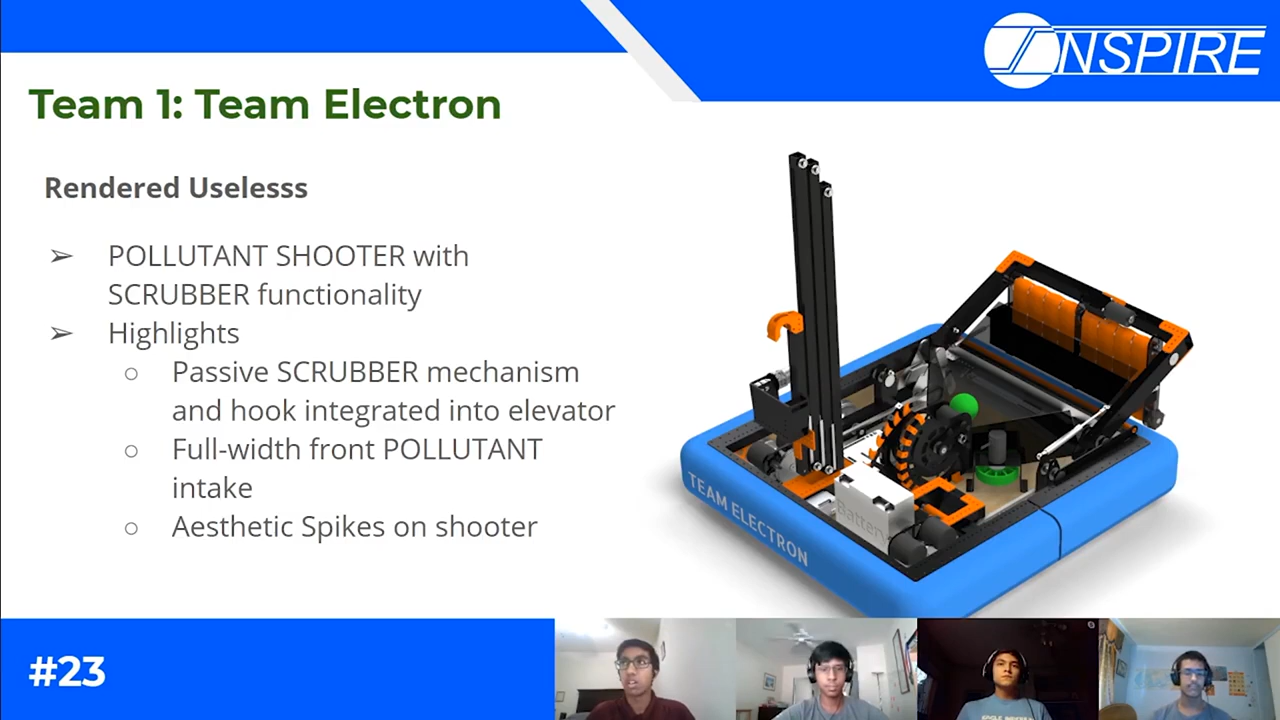 INSPIRE
Team 1: Team Electron
Rendered Uselesss
➢ POLLUTANT SHOOTER with
SCRUBBER functionality
➢ Highlights
○ Passive SCRUBBER mechanism
and hook integrated into elevator
○ Full-width front POLLUTANT
intake
○ Aesthetic Spikes on shooter
TEAM ELECTRON
Battery
#23